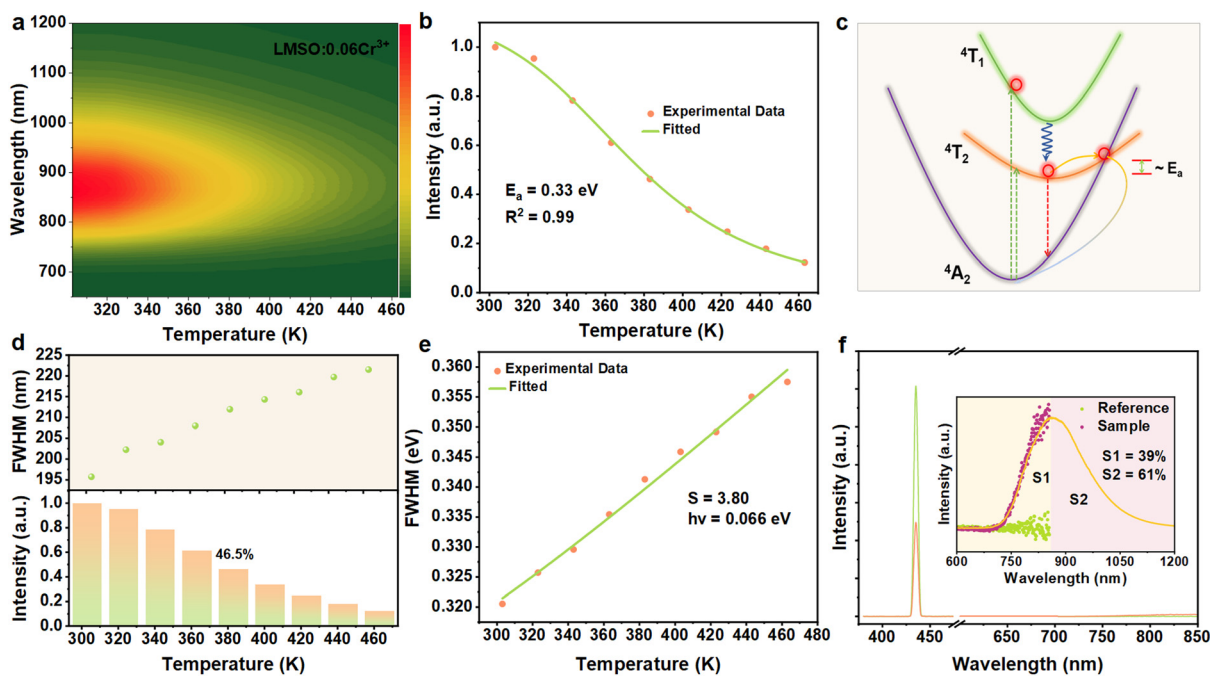 a
1200
1100
1000
900
800
700
Wavelength (nm)
LMSO:0.06Cr³⁺
320 340 360 380 400 420 440 460
Temperature (K)
b
1.0
0.8
0.6
0.4
0.2
0.0
Intensity (a.u.)
Experimental Data
Fitted
Eₐ = 0.33 eV
R² = 0.99
300 320 340 360 380 400 420 440 460
Temperature (K)
c
⁴T₁
⁴T₂
~ Eₐ
⁴A₂
d
225
220
215
210
205
200
195
FWHM (nm)
1.0
0.8
0.6
0.4
0.2
0.0
Intensity (a.u.)
46.5%
300 320 340 360 380 400 420 440 460
Temperature (K)
e
0.360
0.355
0.350
0.345
0.340
0.335
0.330
0.325
0.320
FWHM (eV)
Experimental Data
Fitted
S = 3.80
hv = 0.066 eV
300 320 340 360 380 400 420 440 460 480
Temperature (K)
f
Intensity (a.u.)
Reference
Sample
S1 = 39%
S2 = 61%
S1
S2
Intensity (a.u.)
600 750 900 1050 1200
Wavelength (nm)
400 450 650 700 750 800 850
Wavelength (nm)